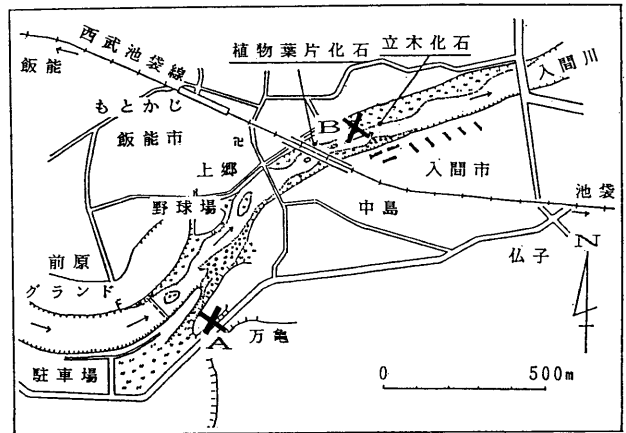 西武池袋線
飯能
植物葉片化石
立木化石
入間川
もとかじ
飯能市
卍
B
上郷
入間市
野球場
中島
池袋
前原
仏子
N
グランド
A
万亀
駐車場
0
500m